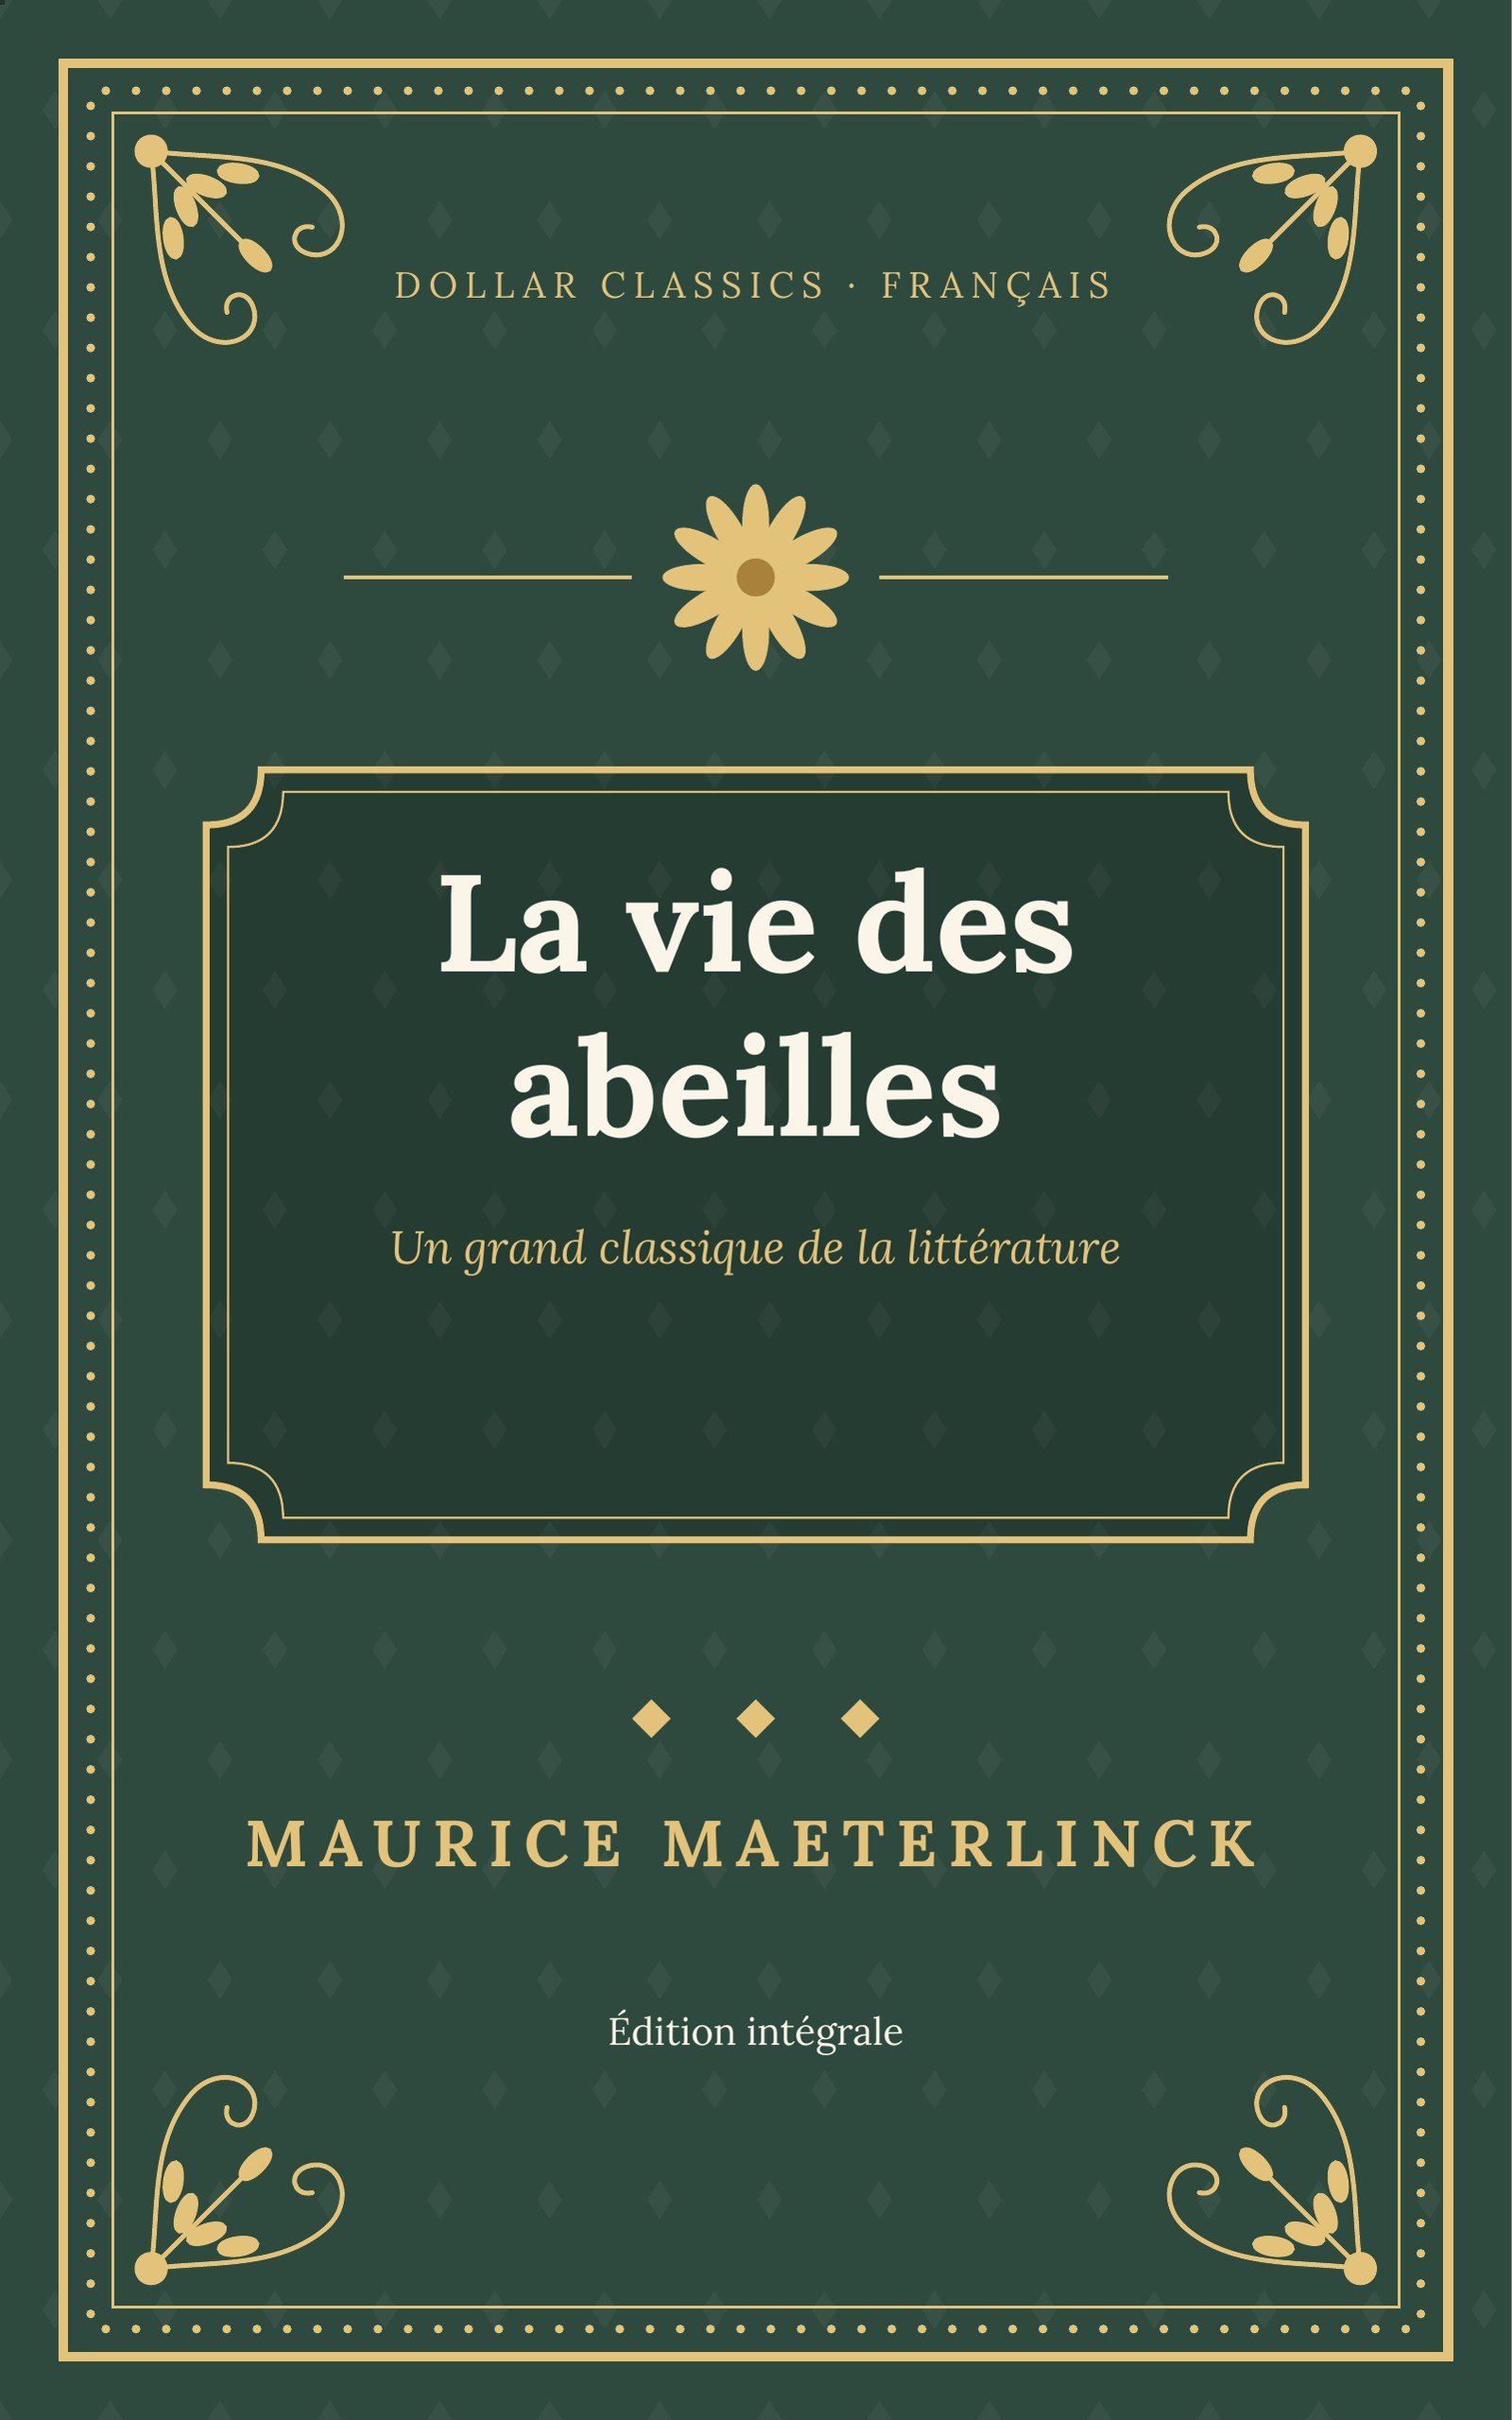 DOLLAR CLASSICS · FRANÇAIS
La vie des
abeilles
Un grand classique de la littérature
MAURICE MAETERLINCK
Édition intégrale